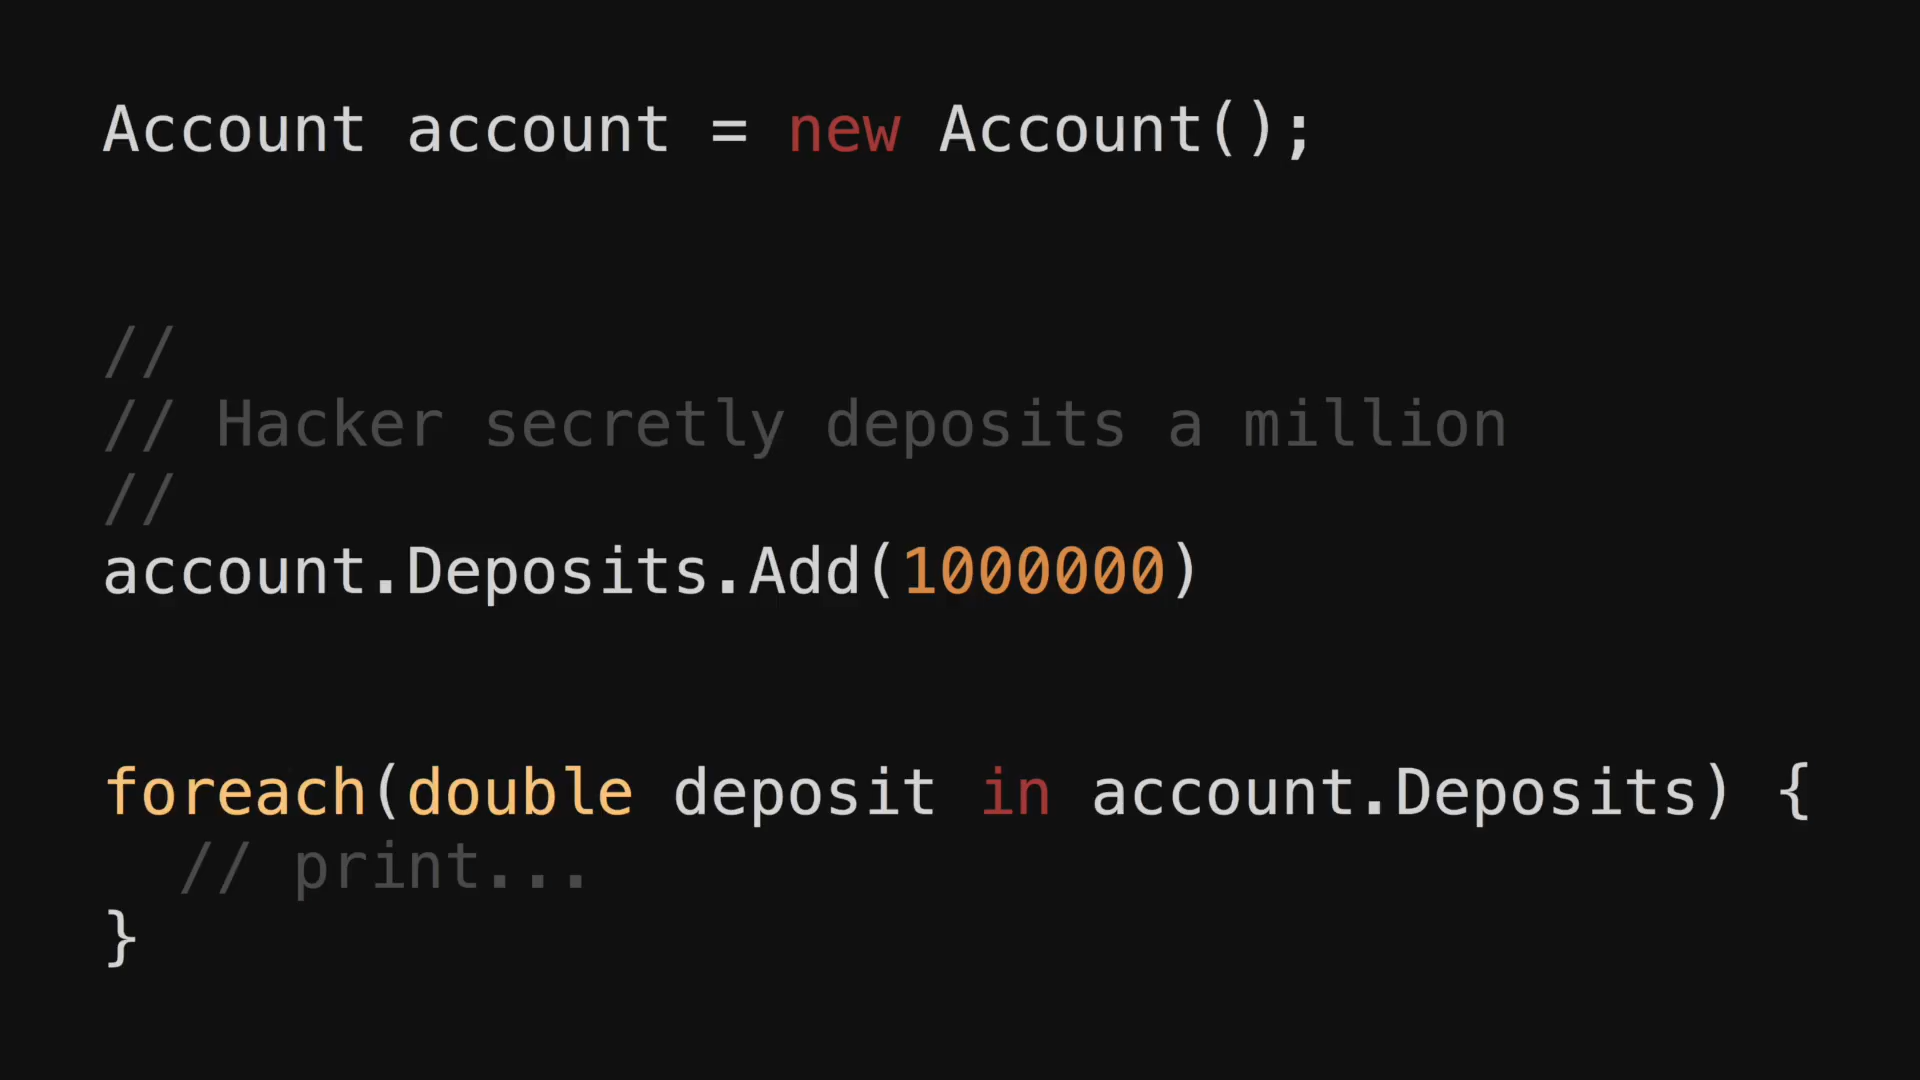 Account account = new Account();
//
// Hacker secretly deposits a million
//
account.Deposits.Add(1000000)
foreach(double deposit in account.Deposits) {
// print...
}